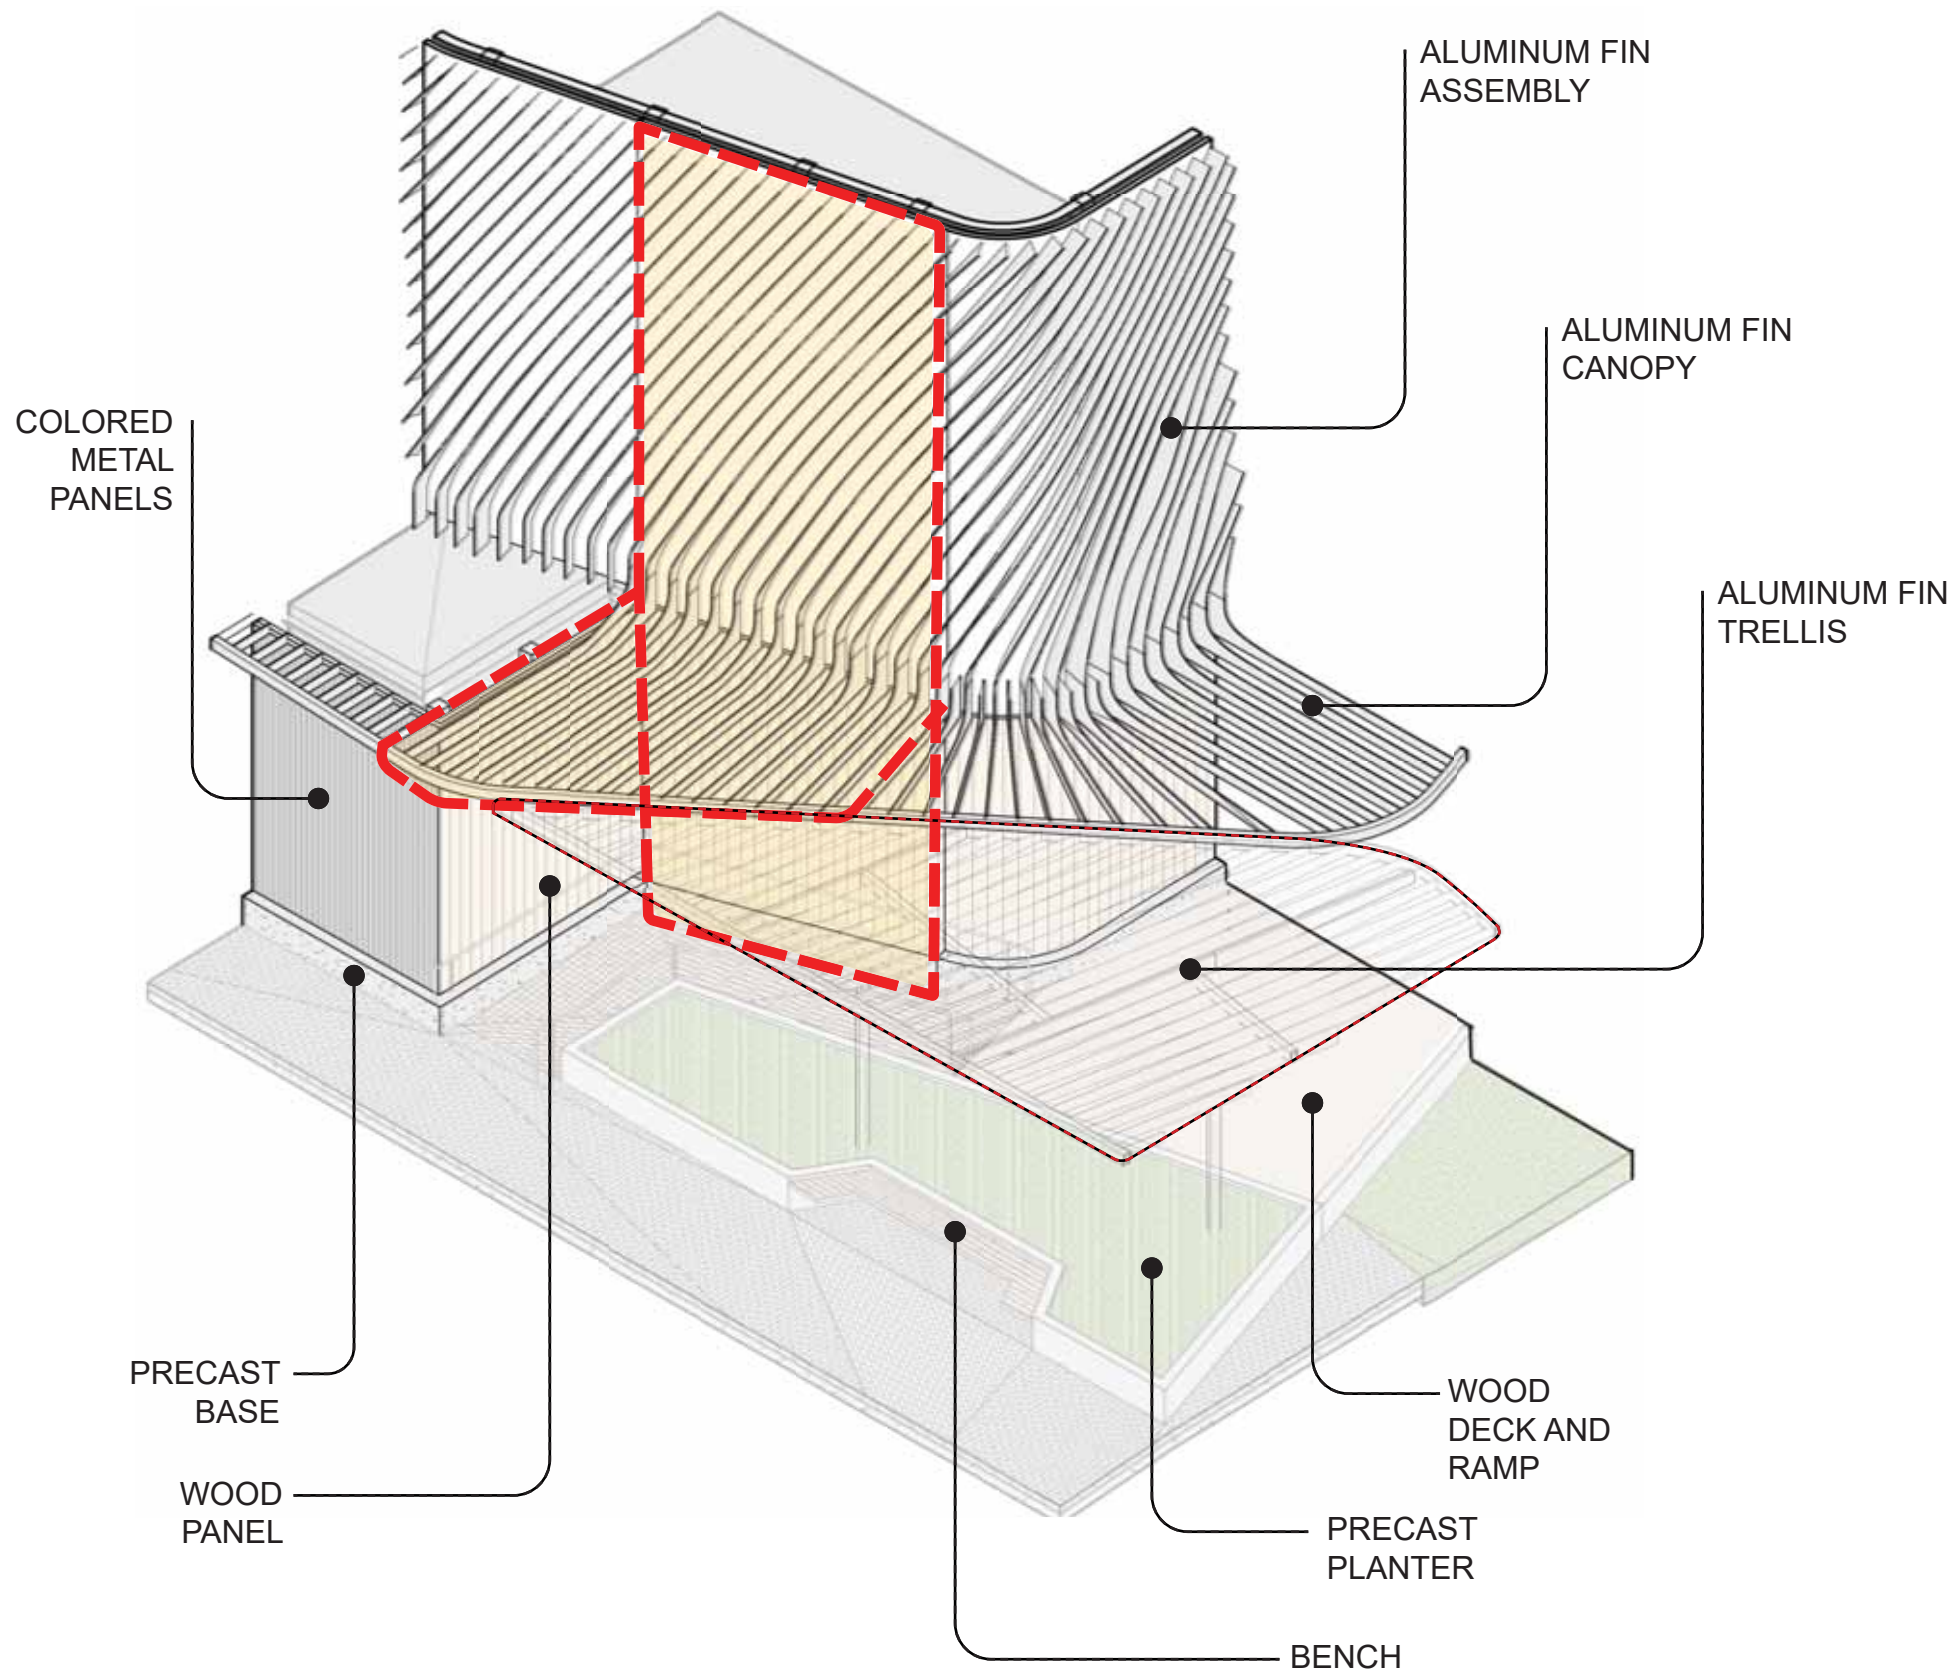 ALUMINUM FIN
ASSEMBLY
ALUMINUM FIN
CANOPY
COLORED
METAL
PANELS
ALUMINUM FIN
TRELLIS
PRECAST
BASE
WOOD
DECK AND
RAMP
WOOD
PANEL
PRECAST
PLANTER
BENCH